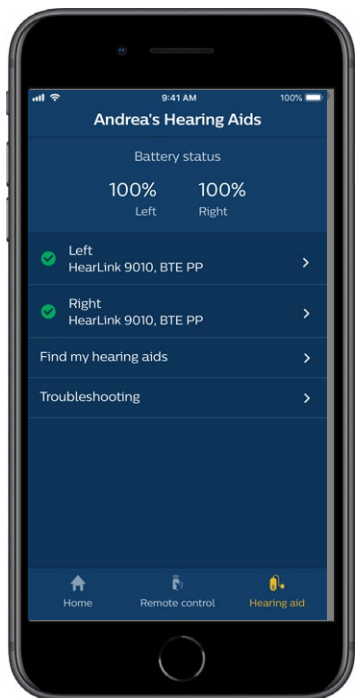 9:41 AM
100%
Andrea's Hearing Aids
Battery status
100% 100%
Left Right
Left
HearLink 9010, BTE PP
Right
HearLink 9010, BTE PP
Find my hearing aids
Troubleshooting
Home Remote control Hearing aid